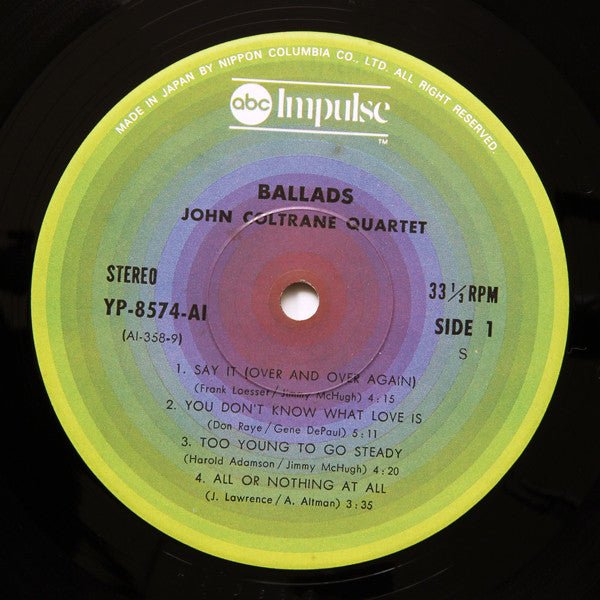 MADE IN JAPAN BY NIPPON COLUMBIA CO., LTD. ALL RIGHT RESERVED.
abc Impulse
TM
BALLADS
JOHN COLTRANE QUARTET
STEREO
33 1/3 RPM
YP-8574-AI
SIDE 1
(AI-358-9)
S
1. SAY IT (OVER AND OVER AGAIN)
(Frank Loesser/Jimmy McHugh) 4:15
2. YOU DON'T KNOW WHAT LOVE IS
(Don Raye/Gene DePaul) 5:11
3. TOO YOUNG TO GO STEADY
(Harold Adamson/Jimmy McHugh) 4:20
4. ALL OR NOTHING AT ALL
(J. Lawrence/A. Altman) 3:35